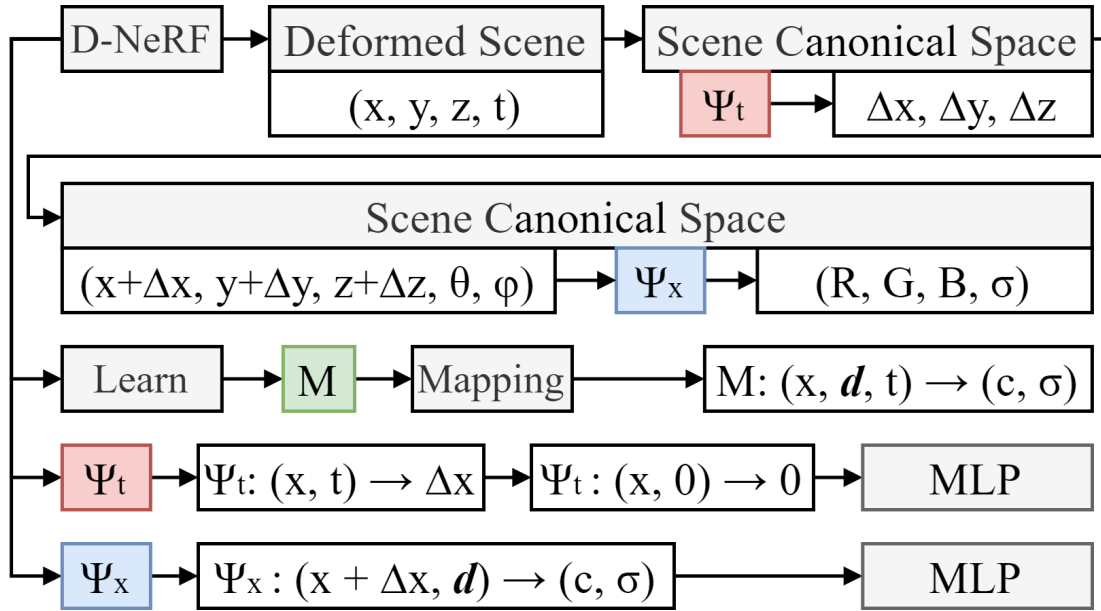 D-NeRF Deformed Scene Scene Canonical Space
(x, y, z, t) Ψt Δx, Δy, Δz
Scene Canonical Space
(x+Δx, y+Δy, z+Δz, θ, φ) Ψx (R, G, B, σ)
Learn M Mapping M: (x, d, t) → (c, σ)
Ψt Ψt: (x, t) → Δx Ψt : (x, 0) → 0 MLP
Ψx Ψx : (x + Δx, d) → (c, σ) MLP